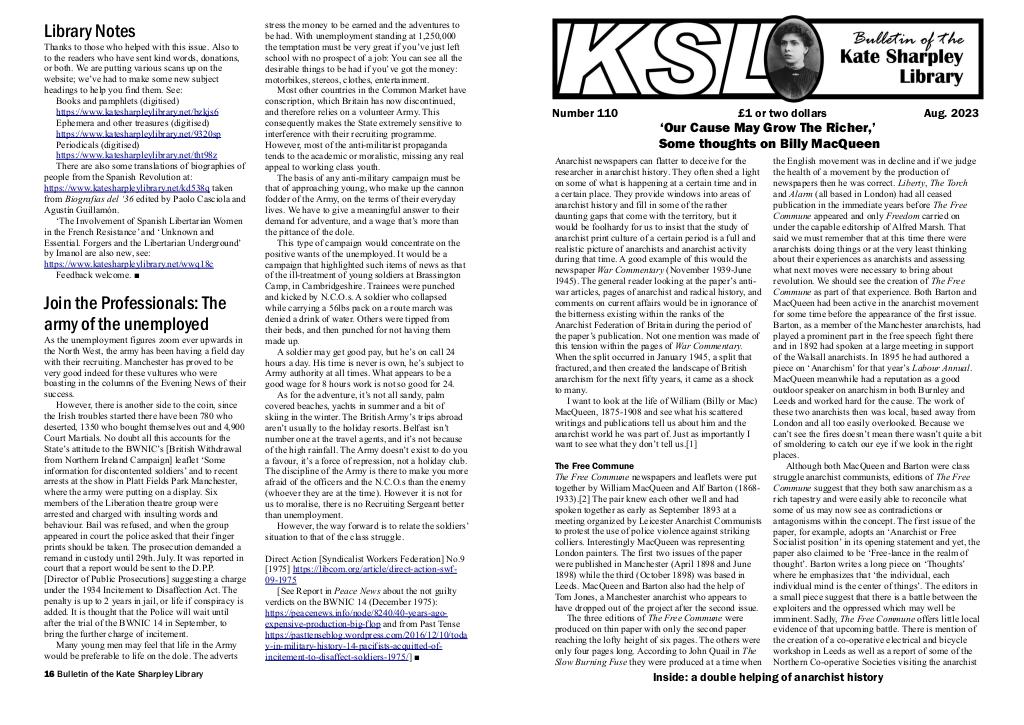 Library Notes
Thanks to those who helped with this issue. Also to
to the readers who have sent kind words, donations,
or both. We are putting various scans up on the
website; we've had to make some new subject
headings to help you find them. See:
Books and pamphlets (digitised)
https://www.katesharpleylibrary.net/bzkjs6
Ephemera and other treasures (digitised)
https://www.katesharpleylibrary.net/9320sp
Periodicals (digitised)
https://www.katesharpleylibrary.net/tht98z
There are also some translations of biographies of
people from the Spanish Revolution at:
https://www.katesharpleylibrary.net/kd538q taken
from Biografias del '36 edited by Paolo Casciola and
Agustín Guillamón.
'The Involvement of Spanish Libertarian Women
in the French Resistance' and 'Unknown and
Essential. Forgers and the Libertarian Underground'
by Imanol are also new, see:
https://www.katesharpleylibrary.net/wwq18c
Feedback welcome. ■
Join the Professionals: The
army of the unemployed
As the unemployment figures zoom ever upwards in
the North West, the army has been having a field day
with their recruiting. Manchester has proved to be
very good indeed for these vultures who were
boasting in the columns of the Evening News of their
success.
However, there is another side to the coin, since
the Irish troubles started there have been 780 who
deserted, 1350 who bought themselves out and 4,900
Court Martials. No doubt all this accounts for the
State's attitude to the BWNIC's [British Withdrawal
from Northern Ireland Campaign] leaflet 'Some
information for discontented soldiers' and to recent
arrests at the show in Platt Fields Park Manchester,
where the army were putting on a display. Six
members of the Liberation theatre group were
arrested and charged with insulting words and
behaviour. Bail was refused, and when the group
appeared in court the police asked that their finger
prints should be taken. The prosecution demanded a
remand in custody until 29th. July. It was reported in
court that a report would be sent to the D.P.P.
[Director of Public Prosecutions] suggesting a charge
under the 1934 Incitement to Disaffection Act. The
penalty is up to 2 years in jail, or life if conspiracy is
added. It is thought that the Police will wait until
after the trial of the BWNIC 14 in September, to
bring the further charge of incitement.
Many young men may feel that life in the Army
would be preferable to life on the dole. The adverts
16 Bulletin of the Kate Sharpley Library
stress the money to be earned and the adventures to
be had. With unemployment standing at 1,250,000
the temptation must be very great if you've just left
school with no prospect of a job: You can see all the
desirable things to be had if you've got the money:
motorbikes, stereos, clothes, entertainment.
Most other countries in the Common Market have
conscription, which Britain has now discontinued,
and therefore relies on a volunteer Army. This
consequently makes the State extremely sensitive to
interference with their recruiting programme.
However, most of the anti-militarist propaganda
tends to the academic or moralistic, missing any real
appeal to working class youth.
The basis of any anti-military campaign must be
that of approaching young, who make up the cannon
fodder of the Army, on the terms of their everyday
lives. We have to give a meaningful answer to their
demand for adventure, and a wage that's more than
the pittance of the dole.
This type of campaign would concentrate on the
positive wants of the unemployed. It would be a
campaign that highlighted such items of news as that
of the ill-treatment of young soldiers at Brassington
Camp, in Cambridgeshire. Trainees were punched
and kicked by N.C.O.s. A soldier who collapsed
while carrying a 56lbs pack on a route march was
denied a drink of water. Others were tipped from
their beds, and then punched for not having them
made up.
A soldier may get good pay, but he's on call 24
hours a day. His time is never is own, he's subject to
Army authority at all times. What appears to be a
good wage for 8 hours work is not so good for 24.
As for the adventure, it's not all sandy, palm
covered beaches, yachts in summer and a bit of
skiing in the winter. The British Army's trips abroad
aren't usually to the holiday resorts. Belfast isn't
number one at the travel agents, and it's not because
of the high rainfall. The Army doesn't exist to do you
a favour, it's a force of repression, not a holiday club.
The discipline of the Army is there to make you more
afraid of the officers and the N.C.O.s than the enemy
(whoever they are at the time). However it is not for
us to moralise, there is no Recruiting Sergeant better
than unemployment.
However, the way forward is to relate the soldiers'
situation to that of the class struggle.
Direct Action [Syndicalist Workers Federation] No.9
[1975] https://libcom.org/article/direct-action-swf-
09-1975
[See Report in Peace News about the not guilty
verdicts on the BWNIC 14 (December 1975):
https://peacenews.info/node/8240/40-years-ago-
expensive-production-big-flop and from Past Tense
https://pasttenseblog.wordpress.com/2016/12/10/toda
y-in-military-history-14-pacifists-acquitted-of-
incitement-to-disaffect-soldiers-1975/] ■
KSL
Bulletin of the
Kate Sharpley
Library
Number 110 £1 or two dollars Aug. 2023
'Our Cause May Grow The Richer,'
Some thoughts on Billy MacQueen
Anarchist newspapers can flatter to deceive for the
researcher in anarchist history. They often shed a light
on some of what is happening at a certain time and in
a certain place. They provide windows into areas of
anarchist history and fill in some of the rather
daunting gaps that come with the territory, but it
would be foolhardy for us to insist that the study of
anarchist print culture of a certain period is a full and
realistic picture of anarchists and anarchist activity
during that time. A good example of this would the
newspaper War Commentary (November 1939-June
1945). The general reader looking at the paper's anti-
war articles, pages of anarchist and radical history, and
comments on current affairs would be in ignorance of
the bitterness existing within the ranks of the
Anarchist Federation of Britain during the period of
the paper's publication. Not one mention was made of
this tension within the pages of War Commentary.
When the split occurred in January 1945, a split that
fractured, and then created the landscape of British
anarchism for the next fifty years, it came as a shock
to many.
I want to look at the life of William (Billy or Mac)
MacQueen, 1875-1908 and see what his scattered
writings and publications tell us about him and the
anarchist world he was part of. Just as importantly I
want to see what they don't tell us.[1]
The Free Commune
The Free Commune newspapers and leaflets were put
together by William MacQueen and Alf Barton (1868-
1933).[2] The pair knew each other well and had
spoken together as early as September 1893 at a
meeting organized by Leicester Anarchist Communists
to protest the use of police violence against striking
colliers. Interestingly MacQueen was representing
London painters. The first two issues of the paper
were published in Manchester (April 1898 and June
1898) while the third (October 1898) was based in
Leeds. MacQueen and Barton also had the help of
Tom Jones, a Manchester anarchist who appears to
have dropped out of the project after the second issue.
The three editions of The Free Commune were
produced on thin paper with only the second paper
reaching the lofty height of six pages. The others were
only four pages long. According to John Quail in The
Slow Burning Fuse they were produced at a time when
the English movement was in decline and if we judge
the health of a movement by the production of
newspapers then he was correct. Liberty, The Torch
and Alarm (all based in London) had all ceased
publication in the immediate years before The Free
Commune appeared and only Freedom carried on
under the capable editorship of Alfred Marsh. That
said we must remember that at this time there were
anarchists doing things or at the very least thinking
about their experiences as anarchists and assessing
what next moves were necessary to bring about
revolution. We should see the creation of The Free
Commune as part of that experience. Both Barton and
MacQueen had been active in the anarchist movement
for some time before the appearance of the first issue.
Barton, as a member of the Manchester anarchists, had
played a prominent part in the free speech fight there
and in 1892 had spoken at a large meeting in support
of the Walsall anarchists. In 1895 he had authored a
piece on 'Anarchism' for that year's Labour Annual.
MacQueen meanwhile had a reputation as a good
outdoor speaker on anarchism in both Burnley and
Leeds and worked hard for the cause. The work of
these two anarchists then was local, based away from
London and all too easily overlooked. Because we
can't see the fires doesn't mean there wasn't quite a bit
of smoldering to catch our eye if we look in the right
places.
Although both MacQueen and Barton were class
struggle anarchist communists, editions of The Free
Commune suggest that they both saw anarchism as a
rich tapestry and were easily able to reconcile what
some of us may now see as contradictions or
antagonisms within the concept. The first issue of the
paper, for example, adopts an 'Anarchist or Free
Socialist position' in its opening statement and yet, the
paper also claimed to be 'Free-lance in the realm of
thought'. Barton writes a long piece on 'Thoughts'
where he emphasizes that 'the individual, each
individual mind is the center of things'. The editors in
a small piece suggest that there is a battle between the
exploiters and the oppressed which may well be
imminent. Sadly, The Free Commune offers little local
evidence of that upcoming battle. There is mention of
the creation of a co-operative electrical and bicycle
workshop in Leeds as well as a report of some of the
Northern Co-operative Societies visiting the anarchist
Inside: a double helping of anarchist history